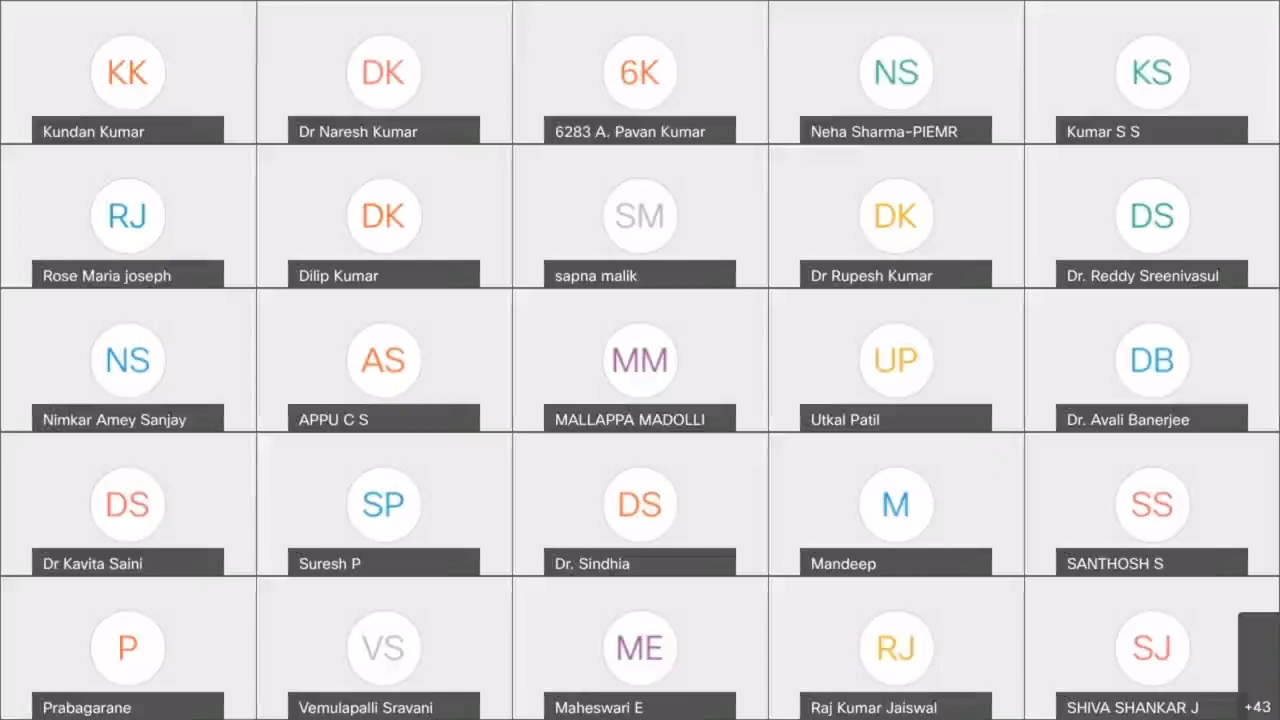 KK
DK
6K
NS
KS
Kundan Kumar
Dr Naresh Kumar
6283 A. Pavan Kumar
Neha Sharma-PIEMR
Kumar S S
RJ
DK
SM
DK
DS
Rose Maria joseph
Dilip Kumar
sapna malik
Dr Rupesh Kumar
Dr. Reddy Sreenivasul
NS
AS
MM
UP
DB
Nimkar Amey Sanjay
APPU C S
MALLAPPA MADOLLI
Utkal Patil
Dr. Avali Banerjee
DS
SP
DS
M
SS
Dr Kavita Saini
Suresh P
Dr. Sindhia
Mandeep
SANTHOSH S
P
VS
ME
RJ
SJ
Prabagarane
Vemulapalli Sravani
Maheswari E
Raj Kumar Jaiswal
SHIVA SHANKAR J
+43